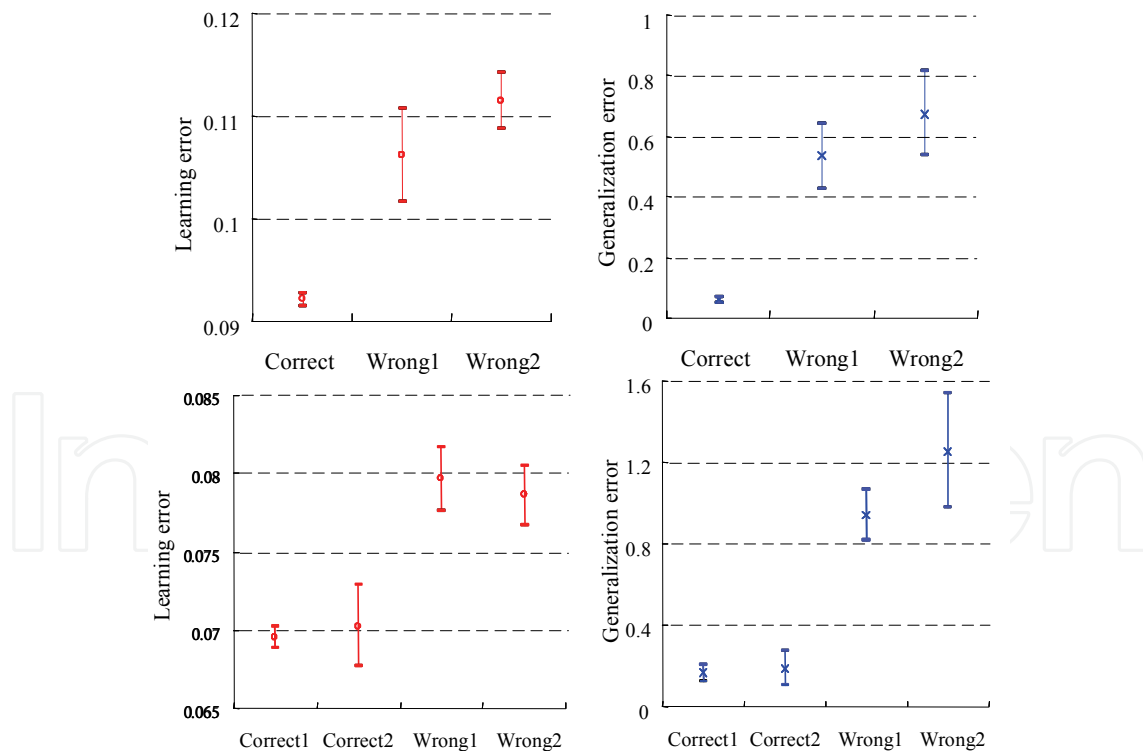 Learning error
0.12
0.11
0.1
0.09
Correct Wrong1 Wrong2
Generalization error
1
0.8
0.6
0.4
0.2
0
Correct Wrong1 Wrong2
Learning error
0.085
0.08
0.075
0.07
0.065
Correct1 Correct2 Wrong1 Wrong2
Generalization error
1.6
1.2
0.8
0.4
0
Correct1 Correct2 Wrong1 Wrong2